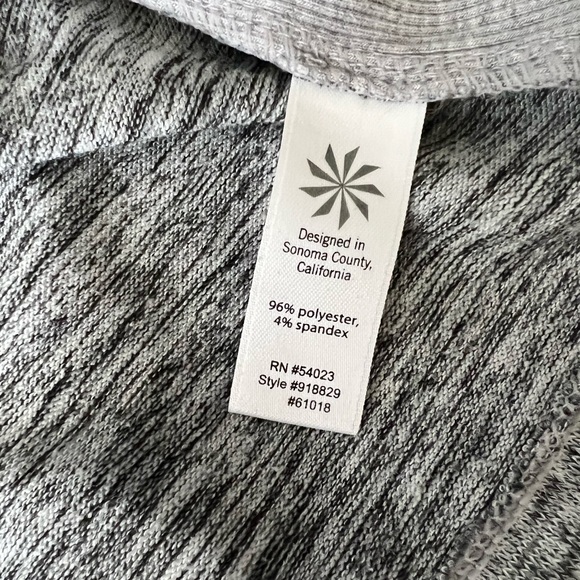 Designed in
Sonoma County,
California
96% polyester,
4% spandex
RN #54023
Style #918829
#61018